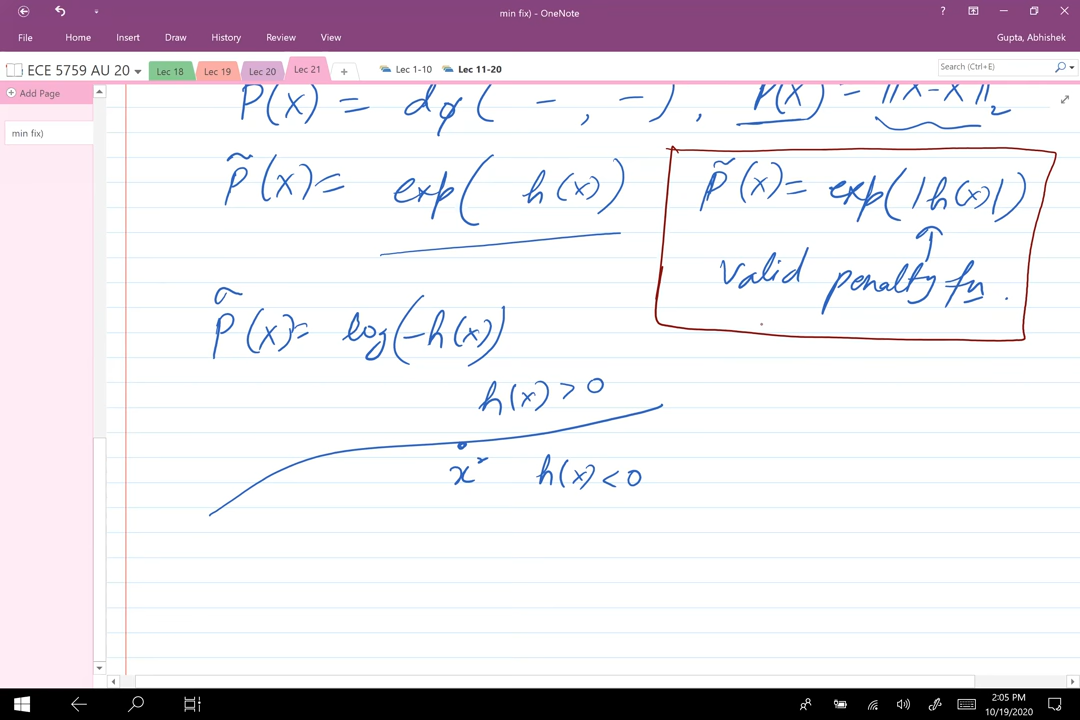 min fix) - OneNote
File Home Insert Draw History Review View
Gupta, Abhishek
ECE 5759 AU 20
Lec 18 Lec 19 Lec 20 Lec 21 +
Lec 1-10 Lec 11-20
Search (Ctrl+E)
Add Page
min fix)
P(x) = dφ( - , - ) , P(x) = ||x - x||₂
P̃(x) = exp( h(x))
P̃(x) = exp(|h(x)|)
↑
valid penalty fn.
P̃(x) = log(-h(x))
h(x) > 0
x* h(x) < 0
2:05 PM
10/19/2020